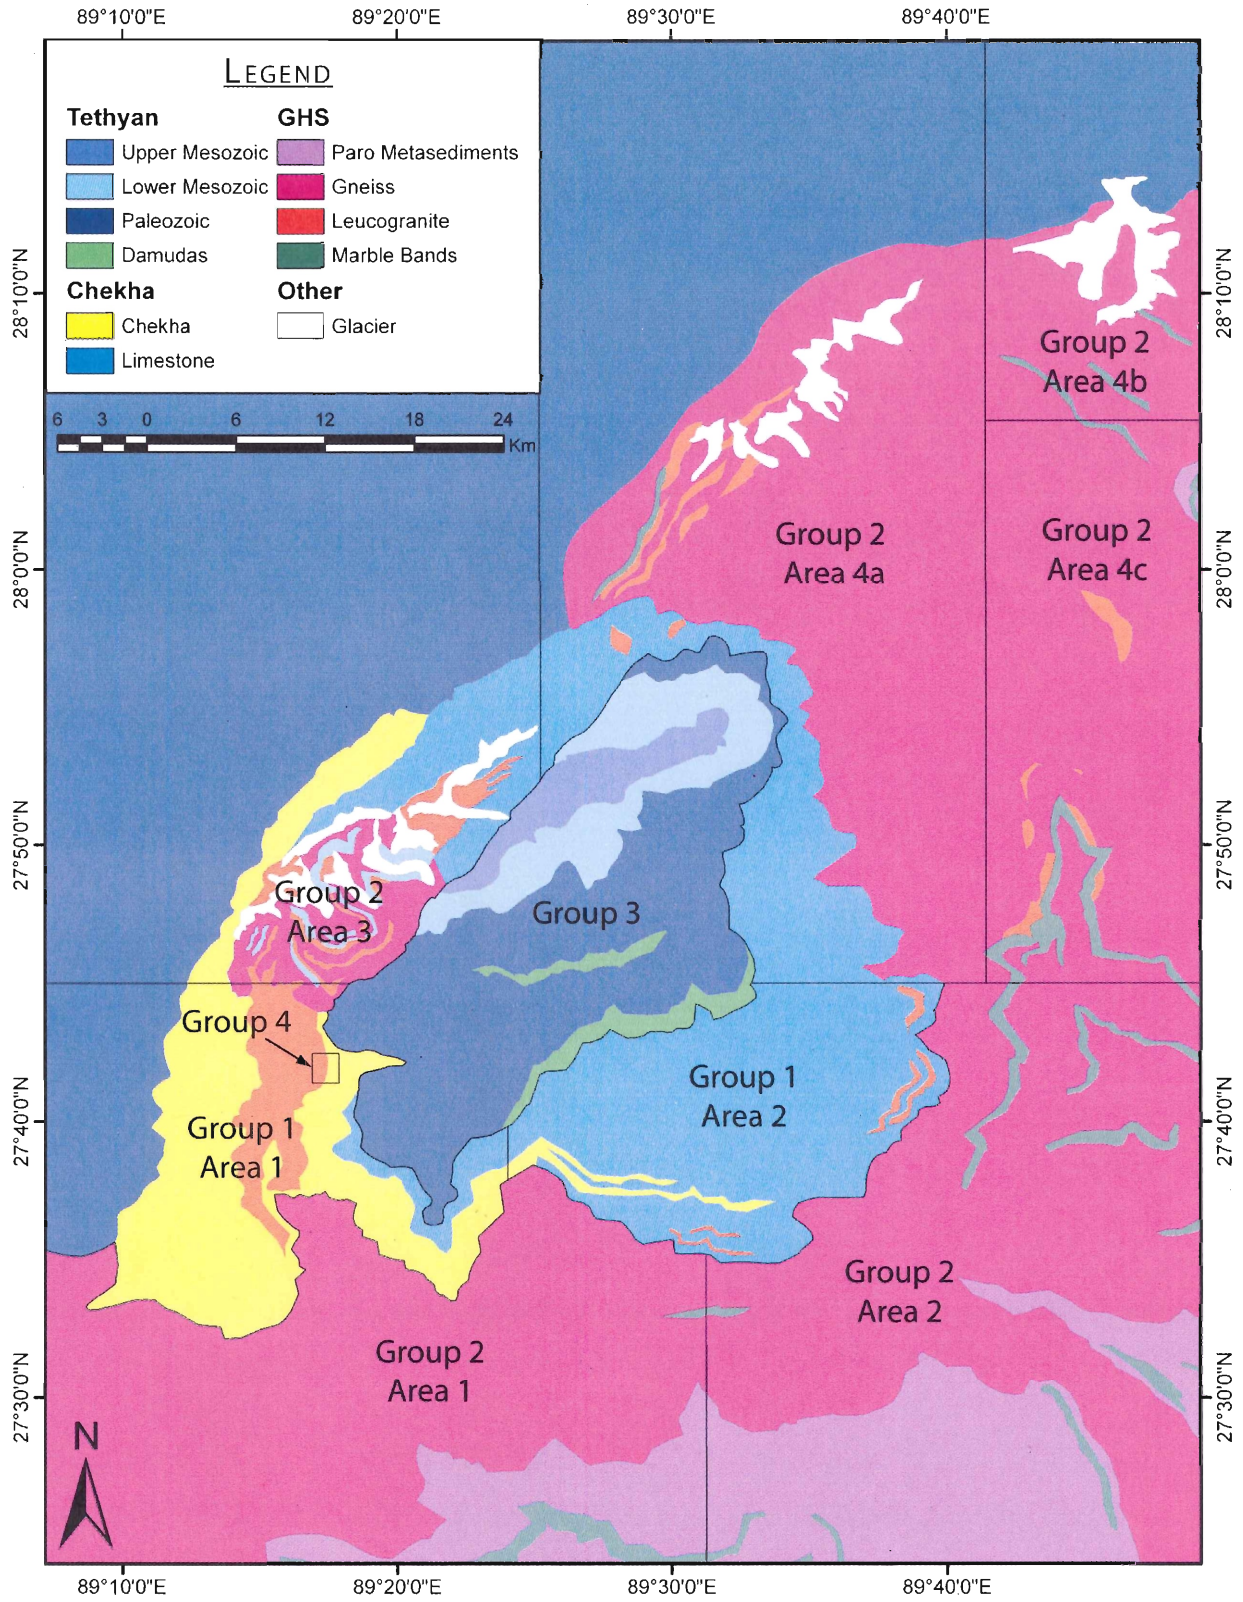 89°10'0"E 89°20'0"E 89°30'0"E 89°40'0"E
LEGEND
Tethyan
Upper Mesozoic
Lower Mesozoic
Paleozoic
Damudas
Chekha
Chekha
Limestone
GHS
Paro Metasediments
Gneiss
Leucogranite
Marble Bands
Other
Glacier
6 3 0 6 12 18 24
Km
28°10'0"N
28°0'0"N
27°50'0"N
27°40'0"N
27°30'0"N
28°10'0"N
28°0'0"N
27°50'0"N
27°40'0"N
27°30'0"N
Group 2
Area 4b
Group 2
Area 4a
Group 2
Area 4c
Group 2
Area 3
Group 3
Group 4
Group 1
Area 2
Group 1
Area 1
Group 2
Area 2
Group 2
Area 1
N
89°10'0"E 89°20'0"E 89°30'0"E 89°40'0"E